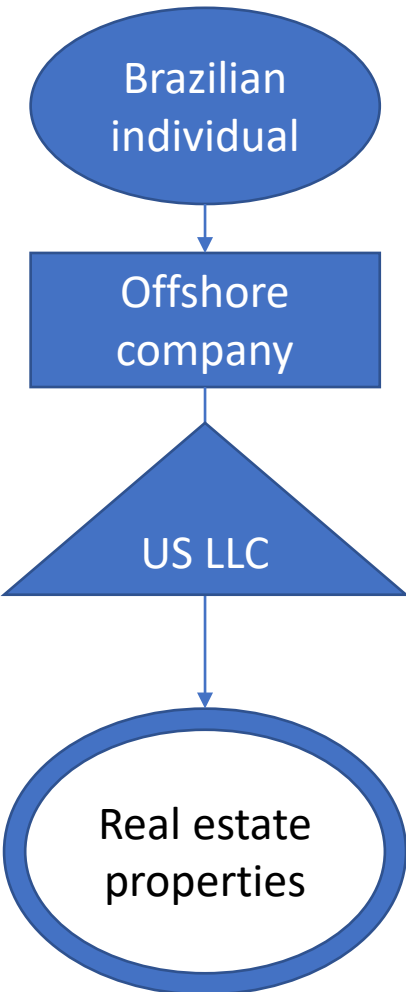 Brazilian
individual
Offshore
company
US LLC
Real estate
properties